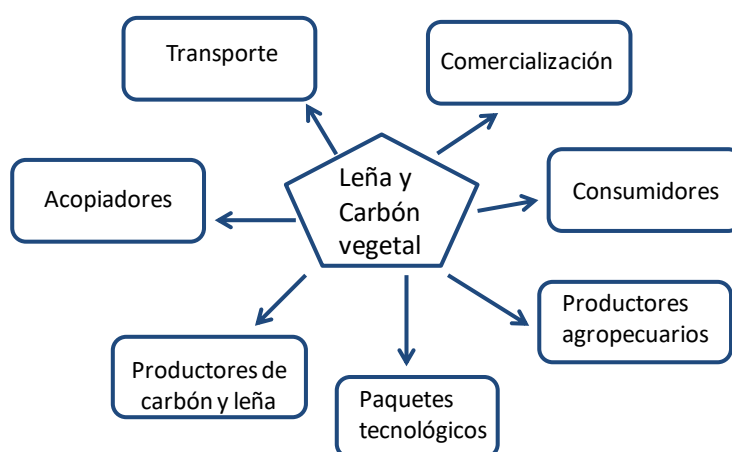 Transporte
Comercialización
Leña y
Carbón
vegetal
Acopiadores
Consumidores
Productores
agropecuarios
Productores de
carbón y leña
Paquetes
tecnológicos